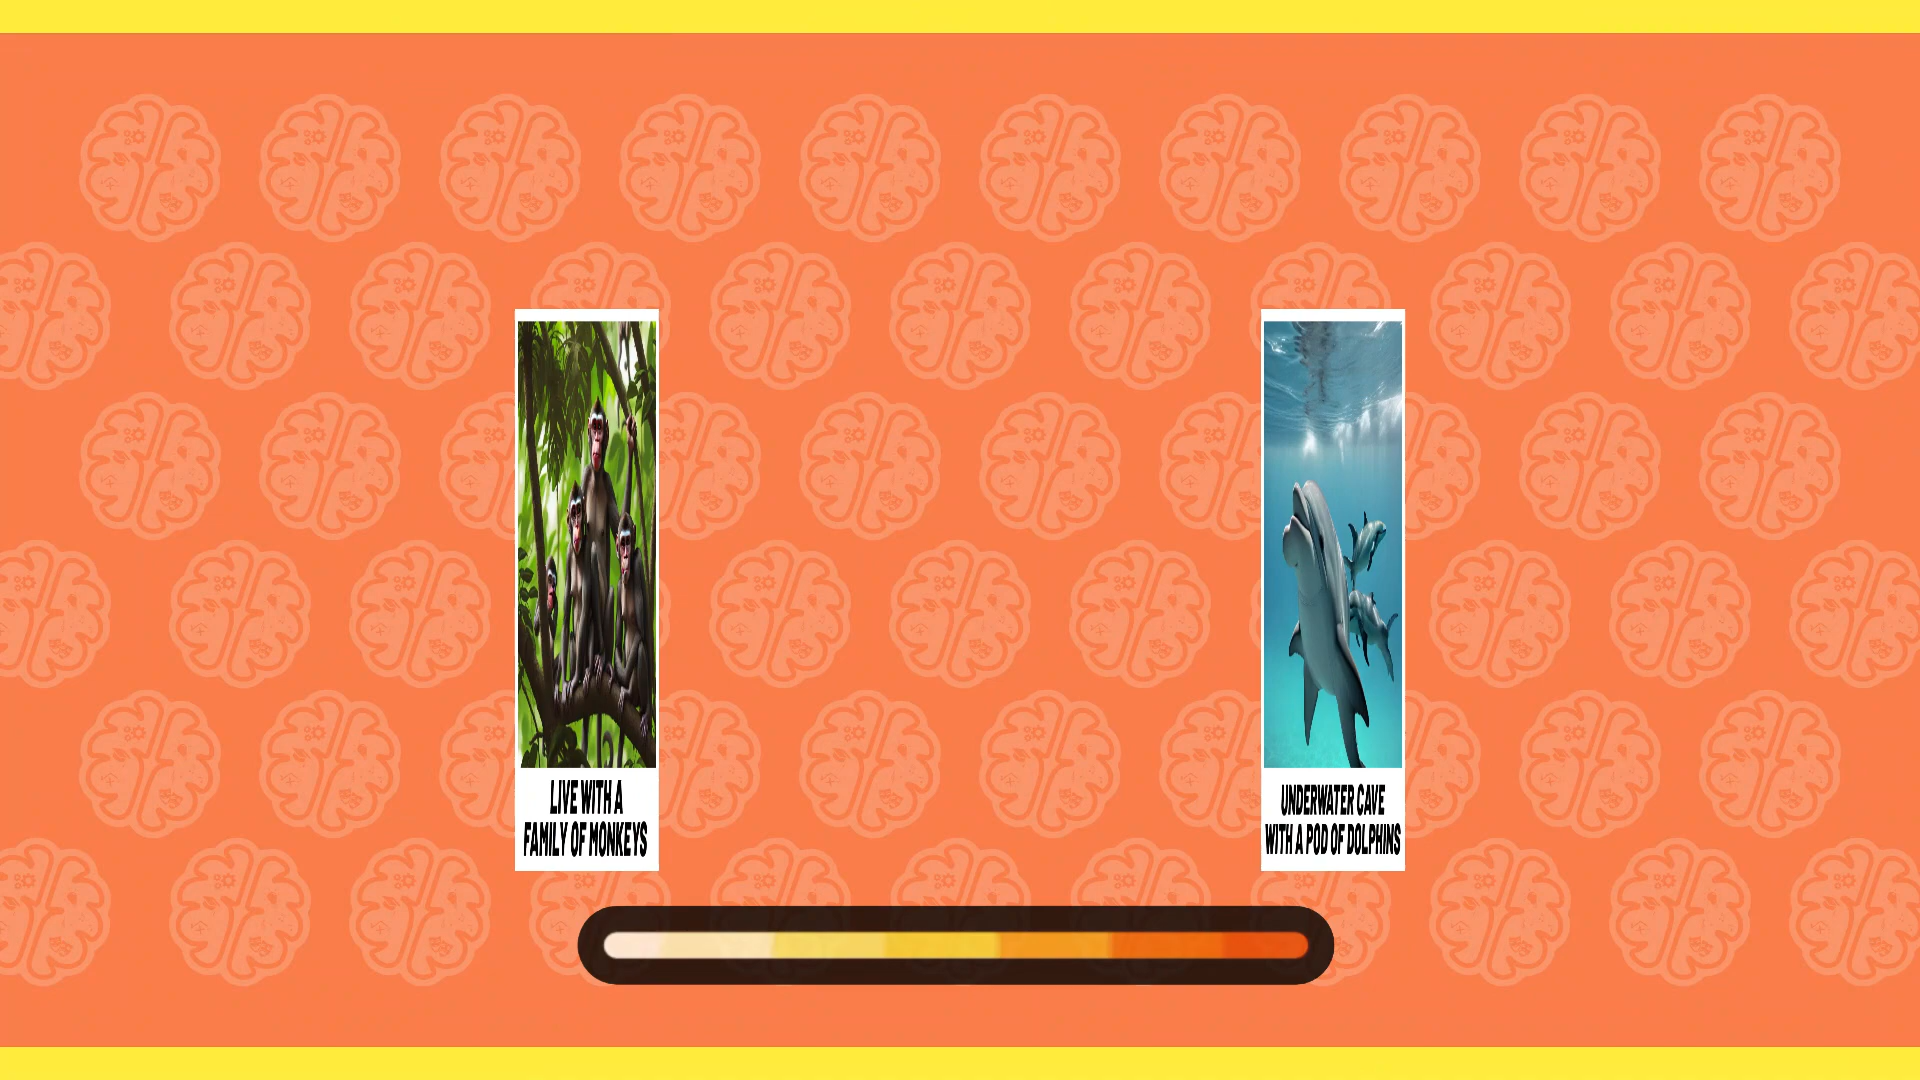 LIVE WITH A
FAMILY OF MONKEYS
UNDERWATER CAVE
WITH A POD OF DOLPHINS